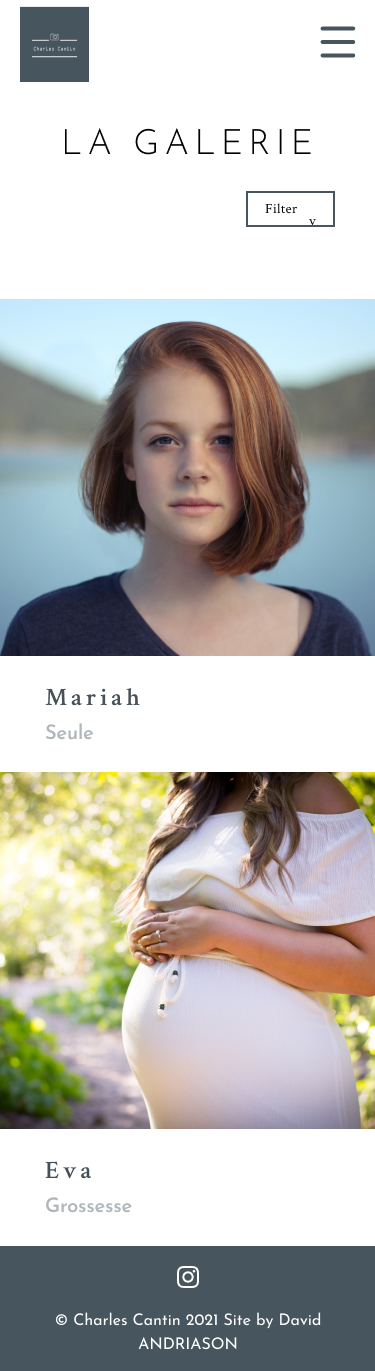 Charles Cantin
LA GALERIE
Filter
v
Mariah
Seule
Eva
Grossesse
© Charles Cantin 2021 Site by David
ANDRIASON